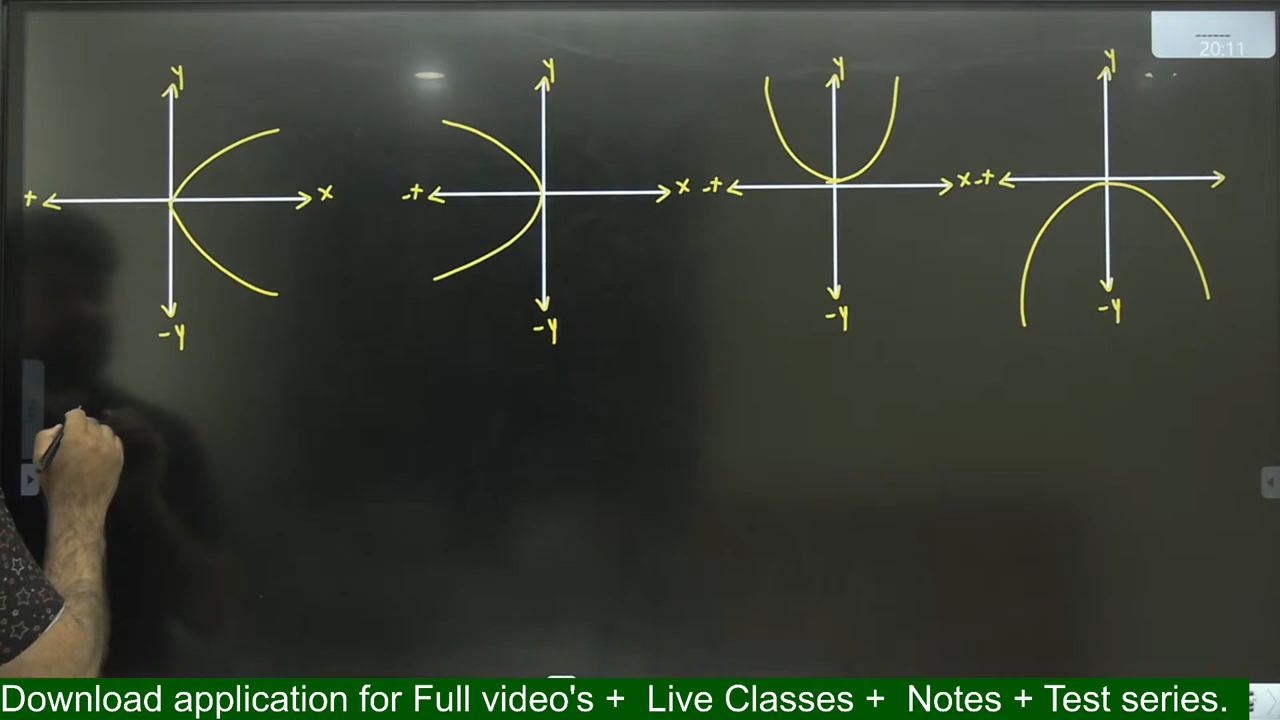 20:11
y
y
y
y
+
x
-+
x
-+
x
-+
-y
-y
-y
-y
Download application for Full video's + Live Classes + Notes + Test series.